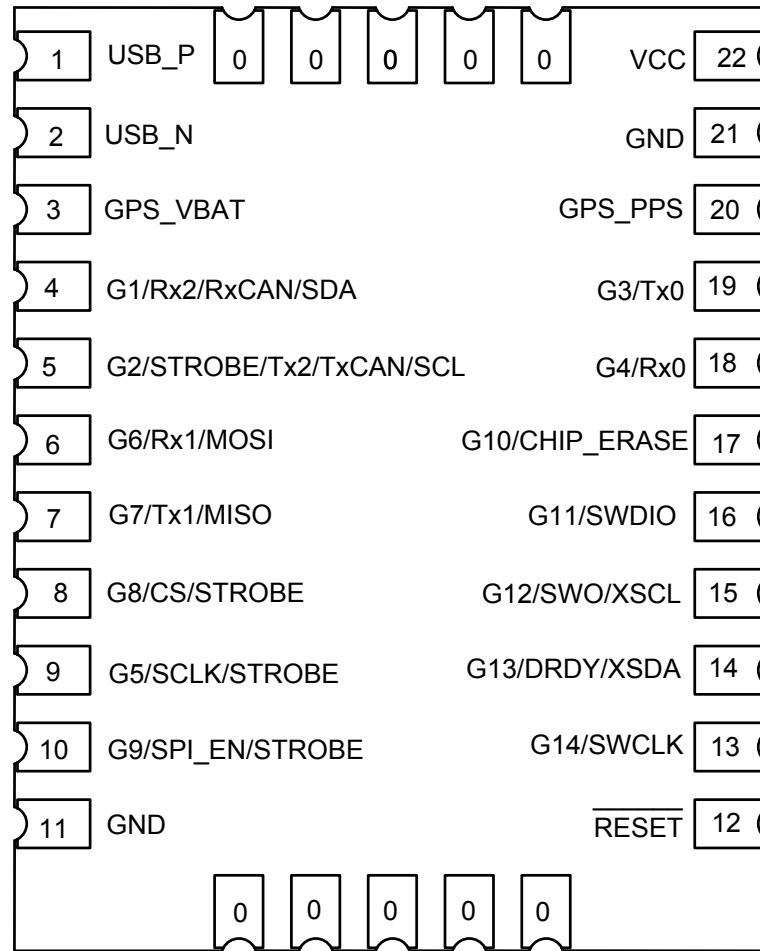 0 0 0 0 0
1 USB_P VCC 22
2 USB_N GND 21
3 GPS_VBAT GPS_PPS 20
4 G1/Rx2/RxCAN/SDA G3/Tx0 19
5 G2/STROBE/Tx2/TxCAN/SCL G4/Rx0 18
6 G6/Rx1/MOSI G10/CHIP_ERASE 17
7 G7/Tx1/MISO G11/SWDIO 16
8 G8/CS/STROBE G12/SWO/XSCL 15
9 G5/SCLK/STROBE G13/DRDY/XSDA 14
10 G9/SPI_EN/STROBE G14/SWCLK 13
11 GND RESET 12
0 0 0 0 0